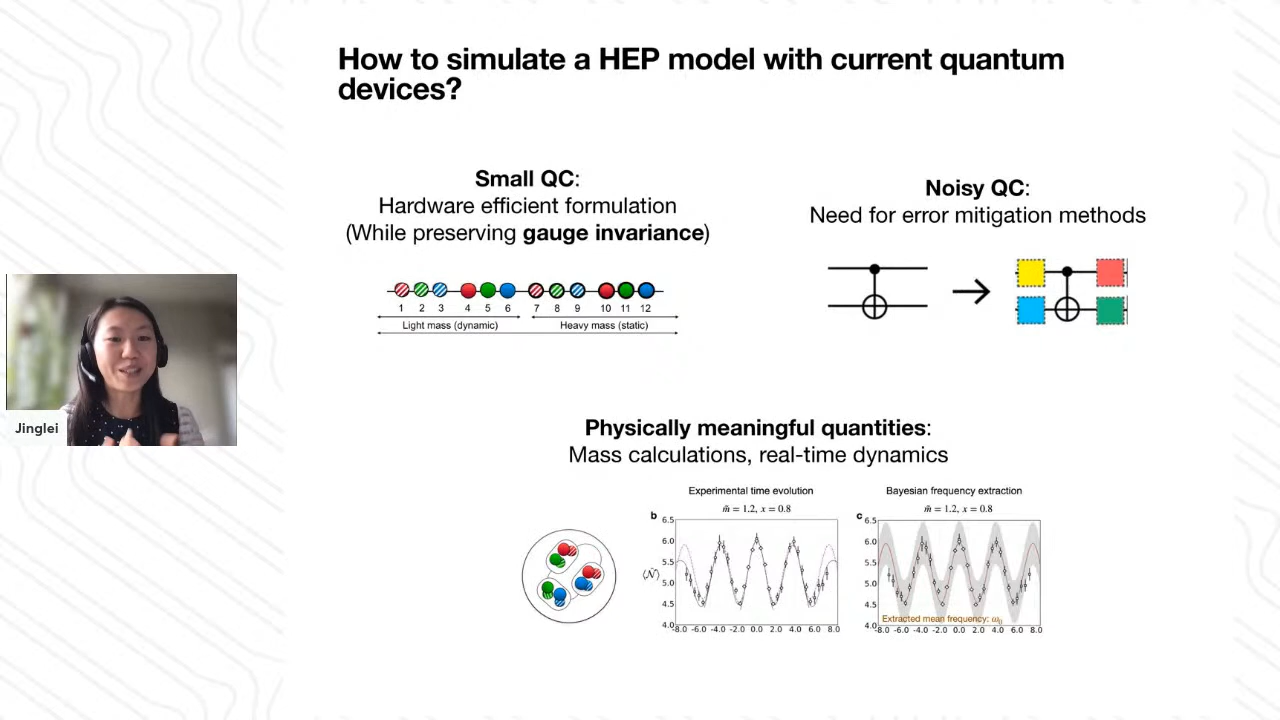 How to simulate a HEP model with current quantum
devices?
Small QC:
Hardware efficient formulation
(While preserving gauge invariance)
1 2 3 4 5 6 7 8 9 10 11 12
Light mass (dynamic) Heavy mass (static)
Noisy QC:
Need for error mitigation methods
Jinglei
Physically meaningful quantities:
Mass calculations, real-time dynamics
Experimental time evolution
m̃ = 1.2, x = 0.8
b
6.5
6.0
5.5
5.0
4.5
4.0
⟨Ñ⟩
-8.0 -6.0 -4.0 -2.0 0.0 2.0 4.0 6.0 8.0
Bayesian frequency extraction
m̃ = 1.2, x = 0.8
c
6.5
6.0
5.5
5.0
4.5
4.0
Extracted mean frequency: ω₀
-8.0 -6.0 -4.0 -2.0 0.0 2.0 4.0 6.0 8.0